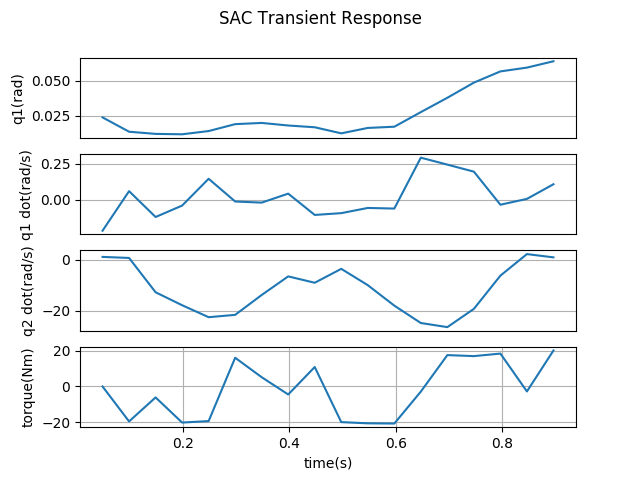 SAC Transient Response
0.050
0.025
q1(rad)
0.25
0.00
q1 dot(rad/s)
0
−20
q2 dot(rad/s)
20
0
−20
torque(Nm)
0.2 0.4 0.6 0.8
time(s)